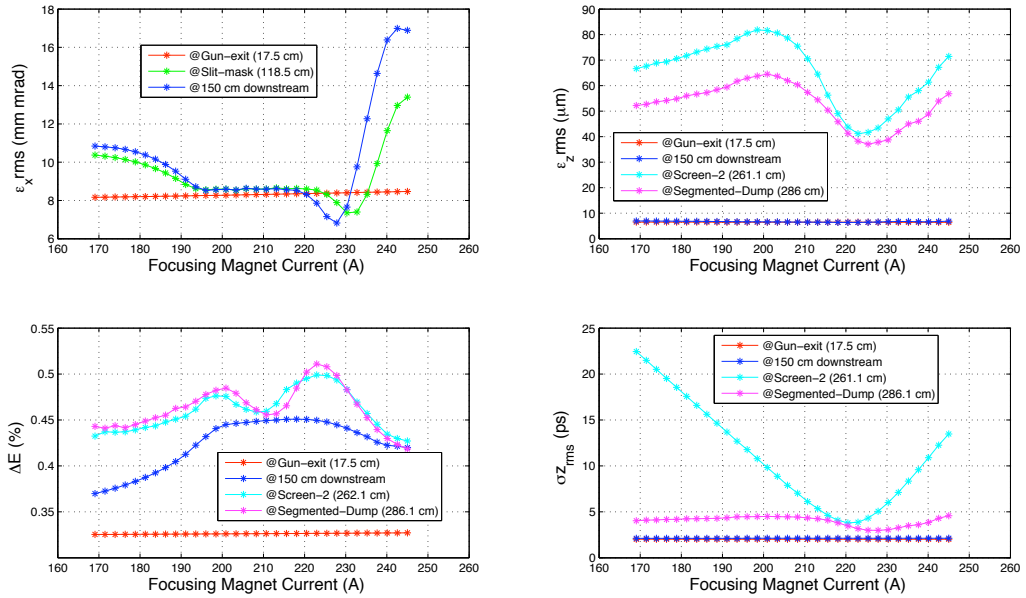 18
16
14
12
10
8
6
160 170 180 190 200 210 220 230 240 250 260
εx rms (mm mrad)
Focusing Magnet Current (A)
@Gun−exit (17.5 cm)
@Slit−mask (118.5 cm)
@150 cm downstream
90
80
70
60
50
40
30
20
10
0
160 170 180 190 200 210 220 230 240 250 260
εz rms (μm)
Focusing Magnet Current (A)
@Gun−exit (17.5 cm)
@150 cm downstream
@Screen−2 (261.1 cm)
@Segmented−Dump (286 cm)
0.55
0.5
0.45
0.4
0.35
160 170 180 190 200 210 220 230 240 250 260
ΔE (%)
Focusing Magnet Current (A)
@Gun−exit (17.5 cm)
@150 cm downstream
@Screen−2 (262.1 cm)
@Segmented−Dump (286.1 cm)
25
20
15
10
5
0
160 170 180 190 200 210 220 230 240 250 260
σzrms (ps)
Focusing Magnet Current (A)
@Gun−exit (17.5 cm)
@150 cm downstream
@Screen−2 (261.1 cm)
@Segmented−Dump (286.1 cm)